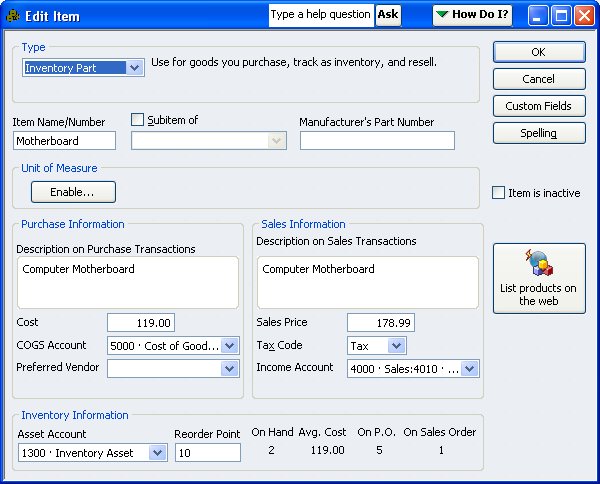 Edit Item
Type a help question Ask
How Do I?
Type
Inventory Part
Use for goods you purchase, track as inventory, and resell.
OK
Cancel
Custom Fields
Spelling
Item Name/Number
Subitem of
Manufacturer's Part Number
Motherboard
Unit of Measure
Enable...
Item is inactive
Purchase Information
Description on Purchase Transactions
Computer Motherboard
Cost 119.00
COGS Account 5000 · Cost of Good...
Preferred Vendor
Sales Information
Description on Sales Transactions
Computer Motherboard
Sales Price 178.99
Tax Code Tax
Income Account 4000 · Sales:4010 · ...
List products on
the web
Inventory Information
Asset Account Reorder Point On Hand Avg. Cost On P.O. On Sales Order
1300 · Inventory Asset 10 2 119.00 5 1